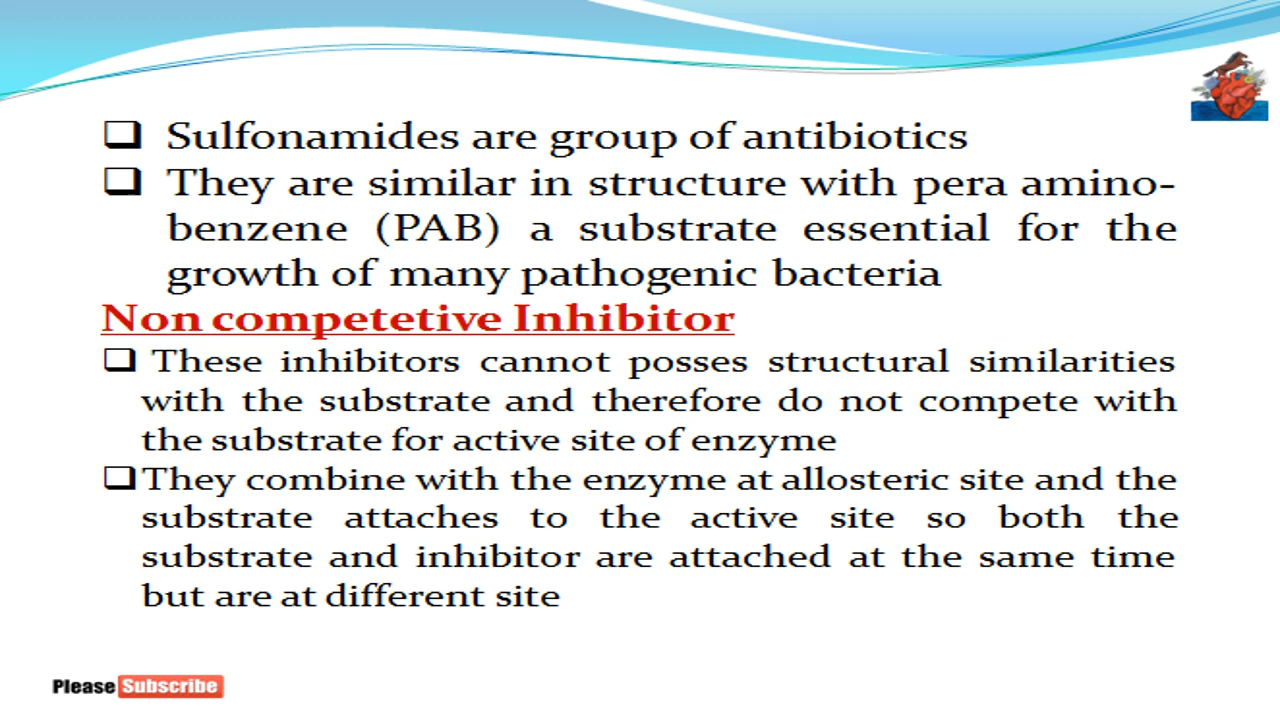 ❑ Sulfonamides are group of antibiotics
❑ They are similar in structure with pera amino-
benzene (PAB) a substrate essential for the
growth of many pathogenic bacteria
Non competetive Inhibitor
❑ These inhibitors cannot posses structural similarities
with the substrate and therefore do not compete with
the substrate for active site of enzyme
❑ They combine with the enzyme at allosteric site and the
substrate attaches to the active site so both the
substrate and inhibitor are attached at the same time
but are at different site
Please Subscribe